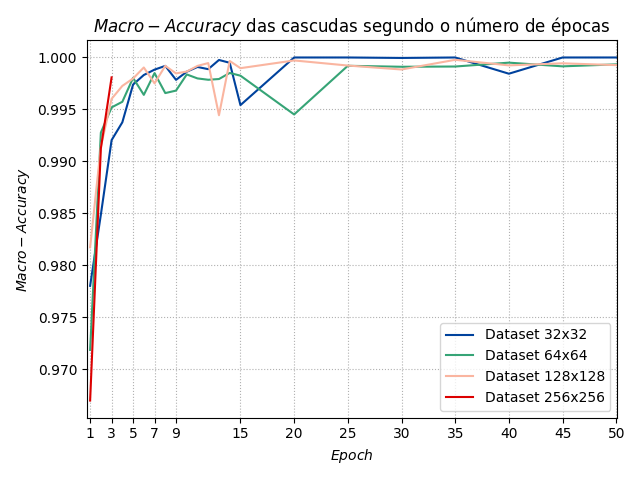 Macro − Accuracy das cascudas segundo o número de épocas
1.000
0.995
0.990
0.985
0.980
0.975
0.970
Macro − Accuracy
Dataset 32x32
Dataset 64x64
Dataset 128x128
Dataset 256x256
1 3 5 7 9 15 20 25 30 35 40 45 50
Epoch